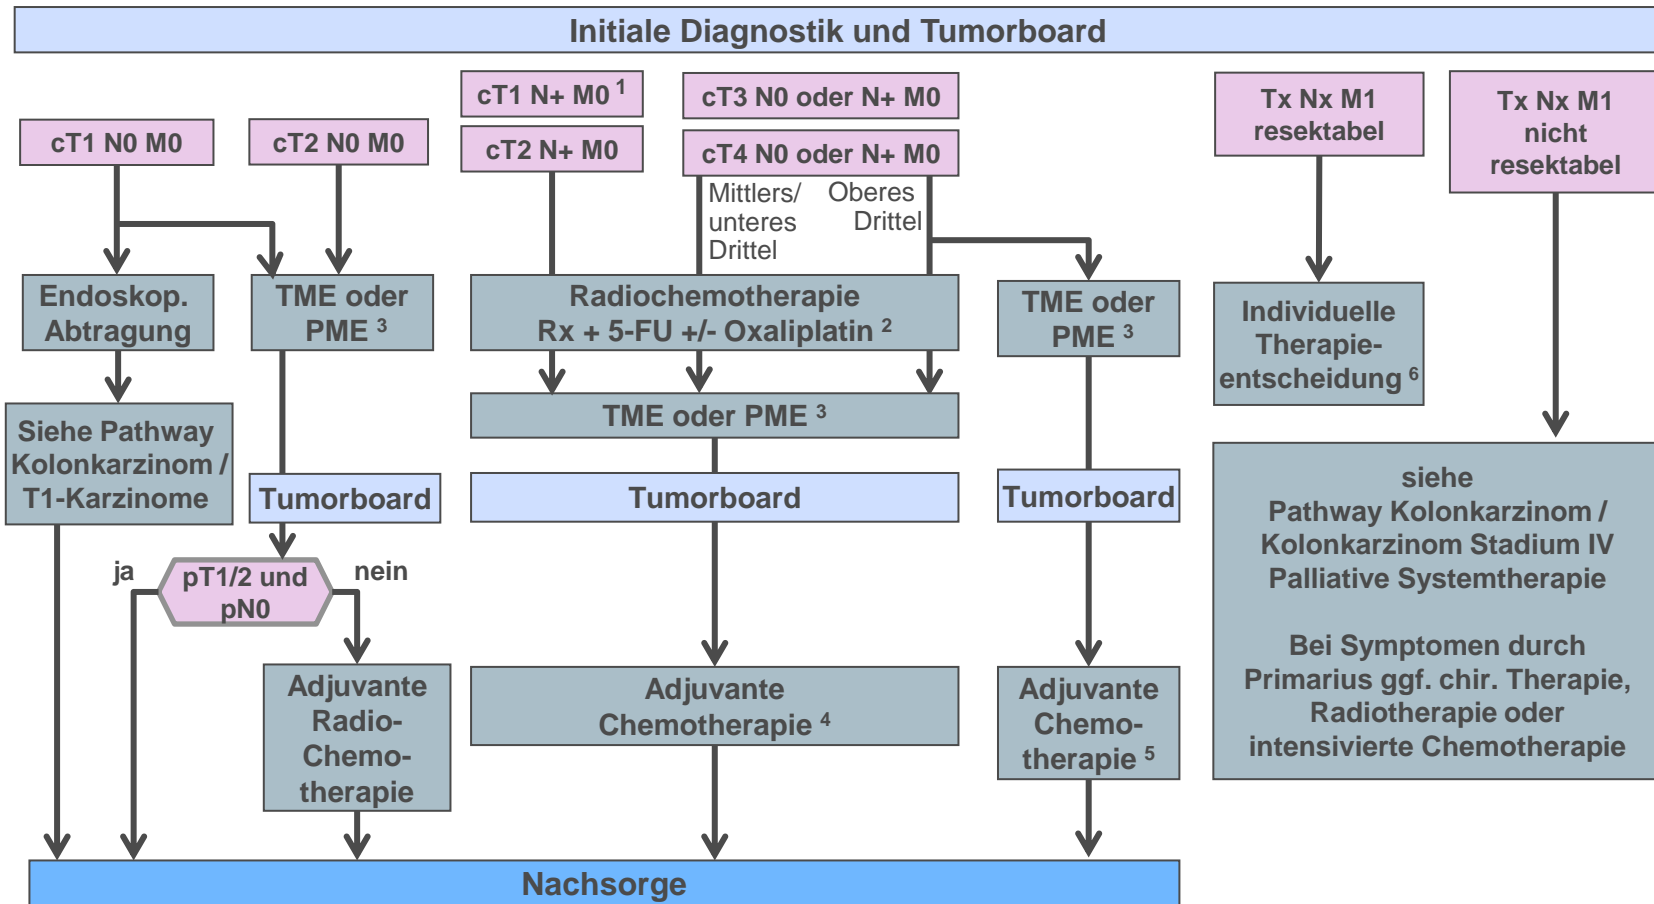 Initiale Diagnostik und Tumorboard
cT1 N0 M0
cT2 N0 M0
cT1 N+ M0 1
cT2 N+ M0
cT3 N0 oder N+ M0
cT4 N0 oder N+ M0
Tx Nx M1
resektabel
Tx Nx M1
nicht
resektabel
Mittlers/
unteres
Drittel
Oberes
Drittel
Endoskop.
Abtragung
TME oder
PME 3
Radiochemotherapie
Rx + 5-FU +/- Oxaliplatin 2
TME oder
PME 3
Individuelle
Therapie-
entscheidung 6
Siehe Pathway
Kolonkarzinom /
T1-Karzinome
TME oder PME 3
Tumorboard
Tumorboard
Tumorboard
siehe
Pathway Kolonkarzinom /
Kolonkarzinom Stadium IV
Palliative Systemtherapie
Bei Symptomen durch
Primarius ggf. chir. Therapie,
Radiotherapie oder
intensivierte Chemotherapie
ja
pT1/2 und
pN0
nein
Adjuvante
Radio-
Chemo-
therapie
Adjuvante
Chemotherapie 4
Adjuvante
Chemo-
therapie 5
Nachsorge